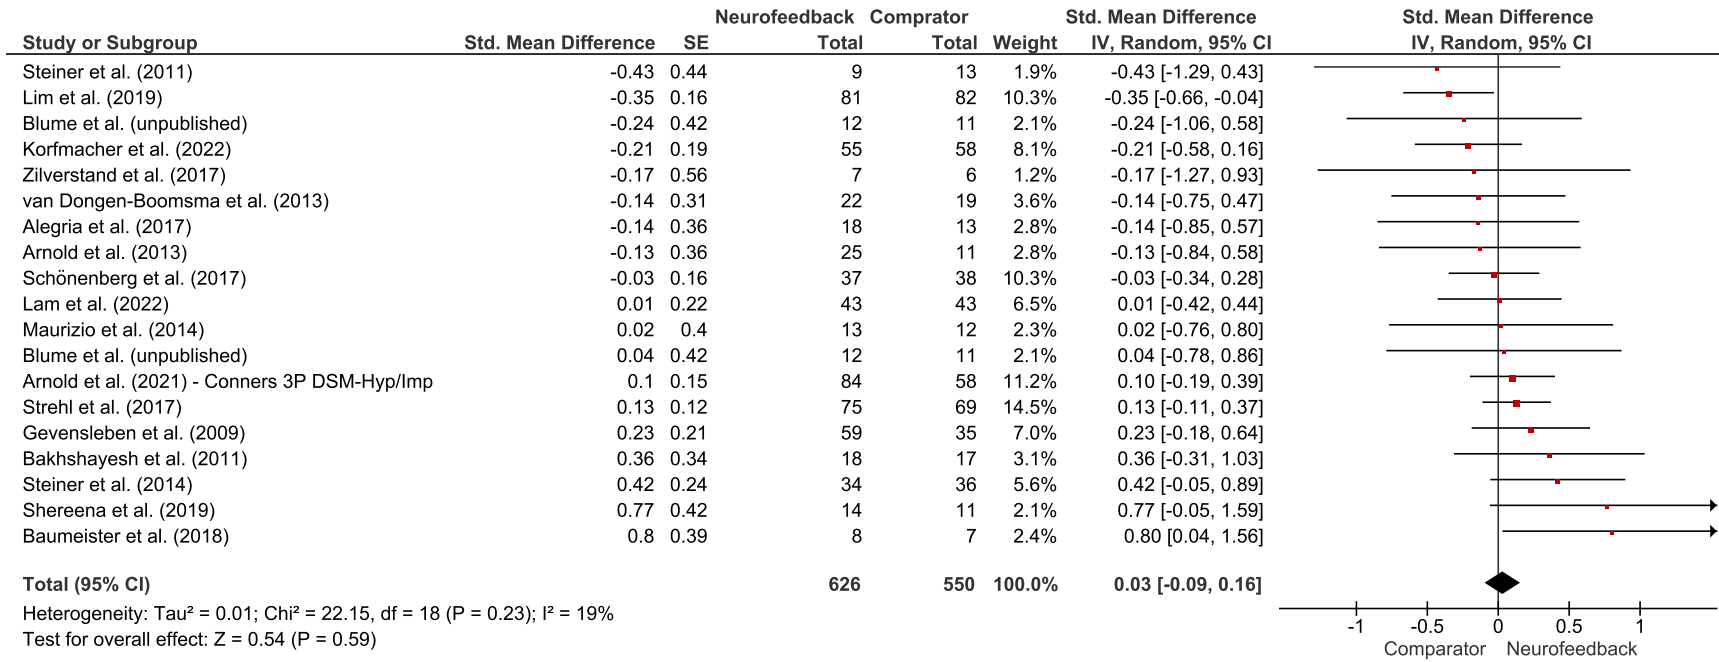 Neurofeedback Comprator Std. Mean Difference Std. Mean Difference
Study or Subgroup Std. Mean Difference SE Total Total Weight IV, Random, 95% CI IV, Random, 95% CI
Steiner et al. (2011) -0.43 0.44 9 13 1.9% -0.43 [-1.29, 0.43]
Lim et al. (2019) -0.35 0.16 81 82 10.3% -0.35 [-0.66, -0.04]
Blume et al. (unpublished) -0.24 0.42 12 11 2.1% -0.24 [-1.06, 0.58]
Korfmacher et al. (2022) -0.21 0.19 55 58 8.1% -0.21 [-0.58, 0.16]
Zilverstand et al. (2017) -0.17 0.56 7 6 1.2% -0.17 [-1.27, 0.93]
van Dongen-Boomsma et al. (2013) -0.14 0.31 22 19 3.6% -0.14 [-0.75, 0.47]
Alegria et al. (2017) -0.14 0.36 18 13 2.8% -0.14 [-0.85, 0.57]
Arnold et al. (2013) -0.13 0.36 25 11 2.8% -0.13 [-0.84, 0.58]
Schönenberg et al. (2017) -0.03 0.16 37 38 10.3% -0.03 [-0.34, 0.28]
Lam et al. (2022) 0.01 0.22 43 43 6.5% 0.01 [-0.42, 0.44]
Maurizio et al. (2014) 0.02 0.4 13 12 2.3% 0.02 [-0.76, 0.80]
Blume et al. (unpublished) 0.04 0.42 12 11 2.1% 0.04 [-0.78, 0.86]
Arnold et al. (2021) - Conners 3P DSM-Hyp/Imp 0.1 0.15 84 58 11.2% 0.10 [-0.19, 0.39]
Strehl et al. (2017) 0.13 0.12 75 69 14.5% 0.13 [-0.11, 0.37]
Gevensleben et al. (2009) 0.23 0.21 59 35 7.0% 0.23 [-0.18, 0.64]
Bakhshayesh et al. (2011) 0.36 0.34 18 17 3.1% 0.36 [-0.31, 1.03]
Steiner et al. (2014) 0.42 0.24 34 36 5.6% 0.42 [-0.05, 0.89]
Shereena et al. (2019) 0.77 0.42 14 11 2.1% 0.77 [-0.05, 1.59]
Baumeister et al. (2018) 0.8 0.39 8 7 2.4% 0.80 [0.04, 1.56]
Total (95% CI) 626 550 100.0% 0.03 [-0.09, 0.16]
Heterogeneity: Tau² = 0.01; Chi² = 22.15, df = 18 (P = 0.23); I² = 19%
Test for overall effect: Z = 0.54 (P = 0.59)
-1 -0.5 0 0.5 1
Comparator Neurofeedback